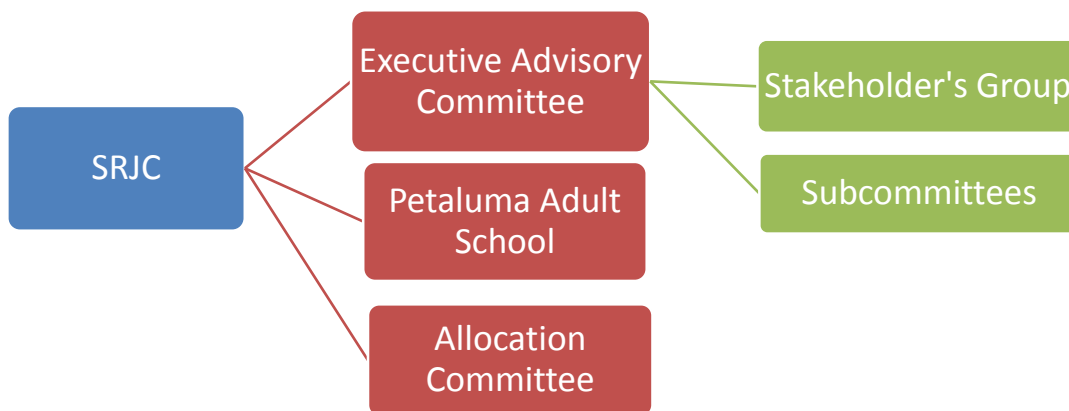 SRJC
Executive Advisory
Committee
Petaluma Adult
School
Allocation
Committee
Stakeholder's Group
Subcommittees